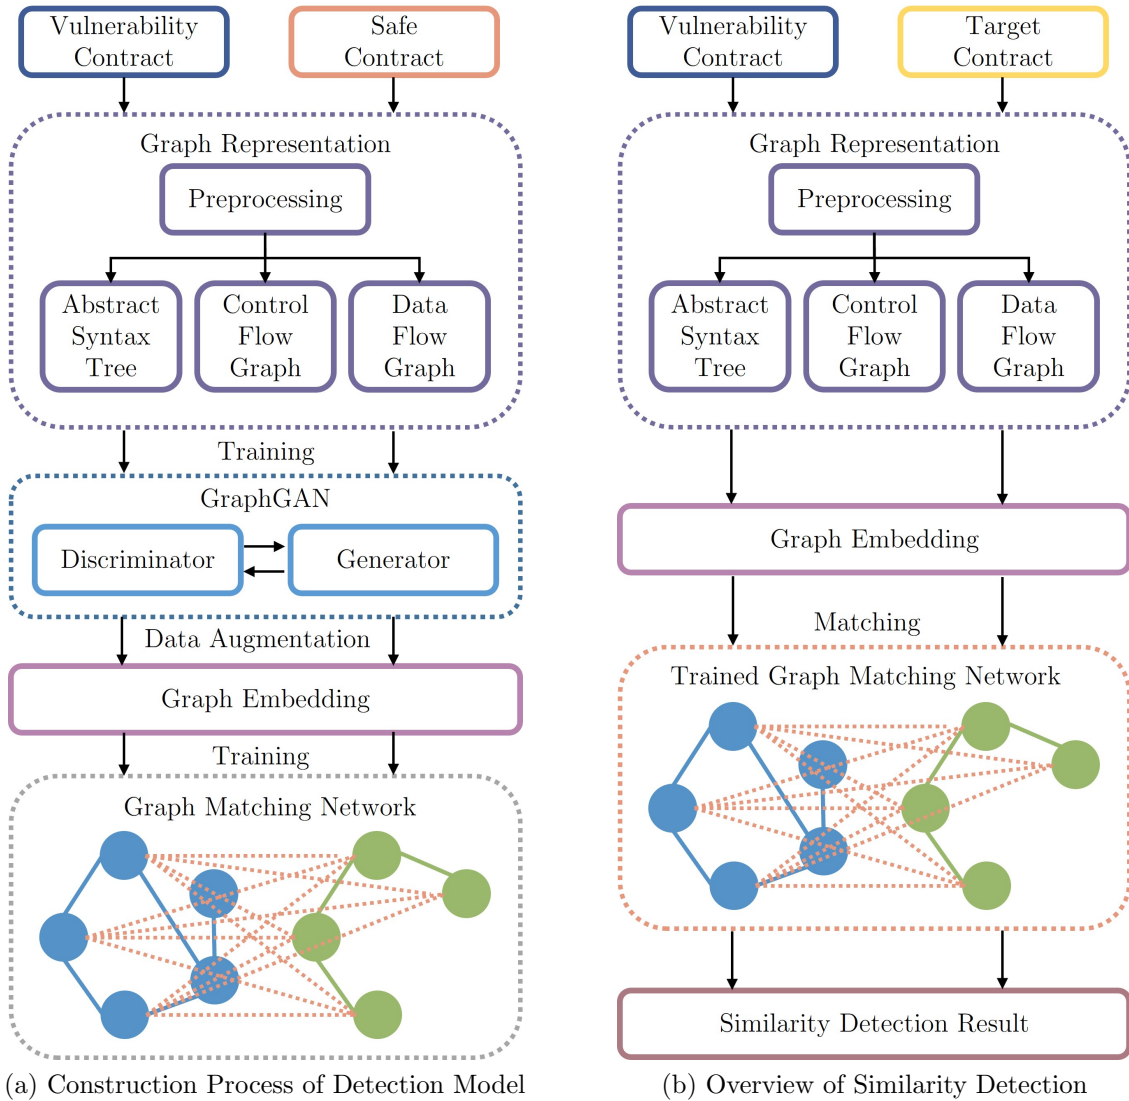 Vulnerability
Contract
Safe
Contract
Graph Representation
Preprocessing
Abstract
Syntax
Tree
Control
Flow
Graph
Data
Flow
Graph
Training
GraphGAN
Discriminator
Generator
Data Augmentation
Graph Embedding
Training
Graph Matching Network
(a) Construction Process of Detection Model
Vulnerability
Contract
Target
Contract
Graph Representation
Preprocessing
Abstract
Syntax
Tree
Control
Flow
Graph
Data
Flow
Graph
Graph Embedding
Matching
Trained Graph Matching Network
Similarity Detection Result
(b) Overview of Similarity Detection